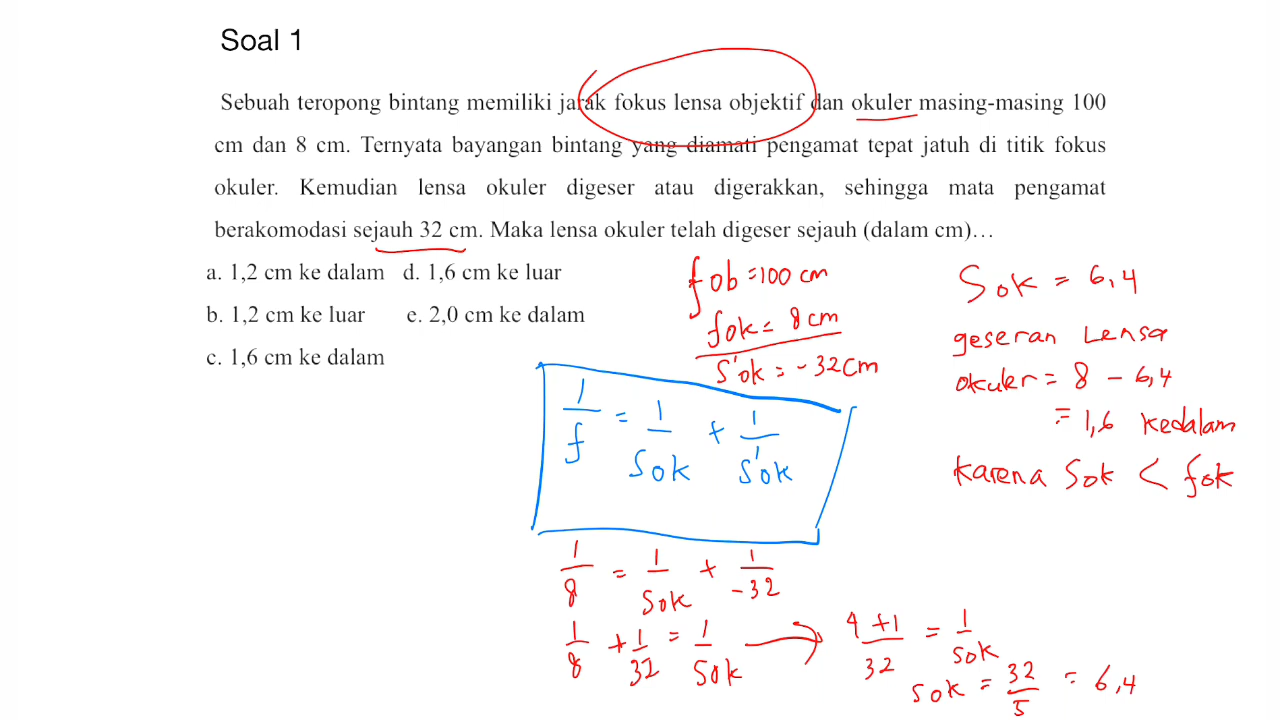 Soal 1
Sebuah teropong bintang memiliki jarak fokus lensa objektif dan okuler masing-masing 100
cm dan 8 cm. Ternyata bayangan bintang yang diamati pengamat tepat jatuh di titik fokus
okuler. Kemudian lensa okuler digeser atau digerakkan, sehingga mata pengamat
berakomodasi sejauh 32 cm. Maka lensa okuler telah digeser sejauh (dalam cm)…
a. 1,2 cm ke dalam d. 1,6 cm ke luar
b. 1,2 cm ke luar e. 2,0 cm ke dalam
c. 1,6 cm ke dalam
fob = 100 cm
fok = 8 cm
S'ok = -32 cm
1/f = 1/Sok + 1/S'ok
1/8 = 1/Sok + 1/-32
1/8 + 1/32 = 1/Sok → 4+1/32 = 1/Sok
Sok = 32/5 = 6,4
Sok = 6,4
geseran Lensa
okuler = 8 - 6,4
= 1,6 kedalam
karena Sok < fok